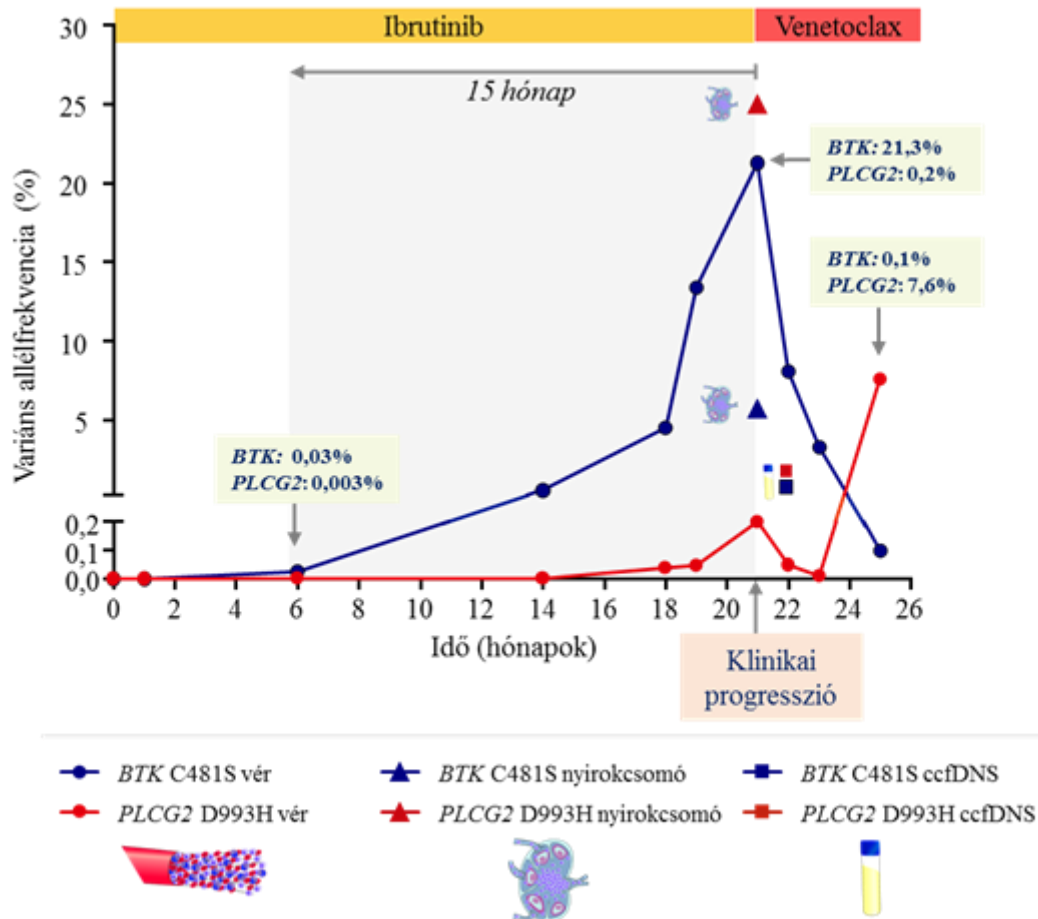 Ibrutinib
Venetoclax
15 hónap
30
25
20
15
10
5
0,2
0,1
0,0
Variáns allélfrekvencia (%)
BTK: 21,3%
PLCG2: 0,2%
BTK: 0,1%
PLCG2: 7,6%
BTK: 0,03%
PLCG2: 0,003%
0 2 4 6 8 10 12 14 16 18 20 22 24 26
Idő (hónapok)
Klinikai
progresszió
BTK C481S vér
BTK C481S nyirokcsomó
BTK C481S ccfDNS
PLCG2 D993H vér
PLCG2 D993H nyirokcsomó
PLCG2 D993H ccfDNS